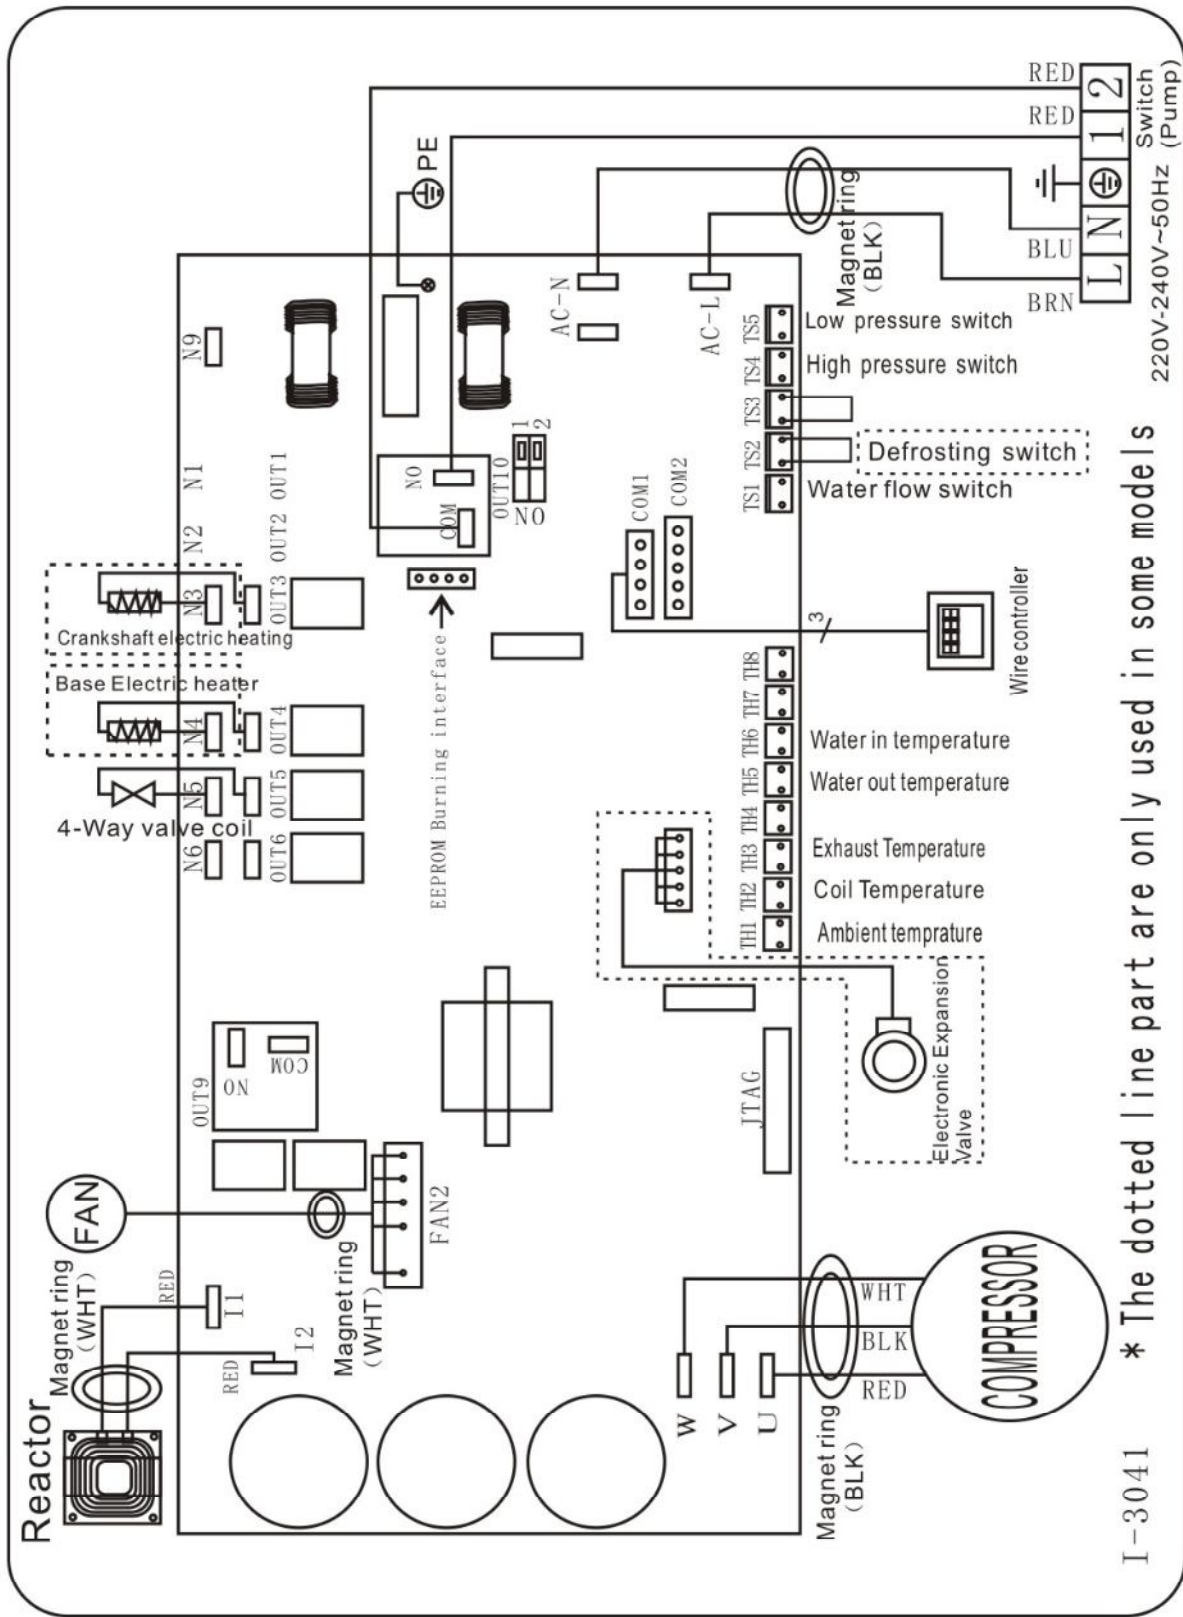 Reactor
Magnet ring
(WHT)
RED
I1
RED
I2
FAN
Magnet ring
(WHT)
FAN2
OUT9
NO
COM
4-Way valve coil
N6
OUT6
N5
OUT5
Base Electric heater
N4
OUT4
Crankshaft electric heating
N3
OUT3
N2
OUT2
N1
OUT1
N9
EEPROM Burning interface
COM
NO
OUT10
1
2
NO
PE
AC-N
AC-L
W
V
U
Magnet ring
(BLK)
WHT
BLK
RED
COMPRESSOR
JTAG
Electronic Expansion
Valve
TH1
Ambient temprature
TH2
Coil Temperature
TH3
Exhaust Temperature
TH4
TH5
Water out temperature
TH6
Water in temperature
TH7
TH8
3
Wire controller
COM1
COM2
TS1
Water flow switch
TS2
Defrosting switch
TS3
TS4
High pressure switch
TS5
Low pressure switch
Magnet ring
(BLK)
BRN
BLU
RED
RED
L
N
1
2
220V-240V~50Hz
Switch
(Pump)
I-3041
* The dotted line part are only used in some models